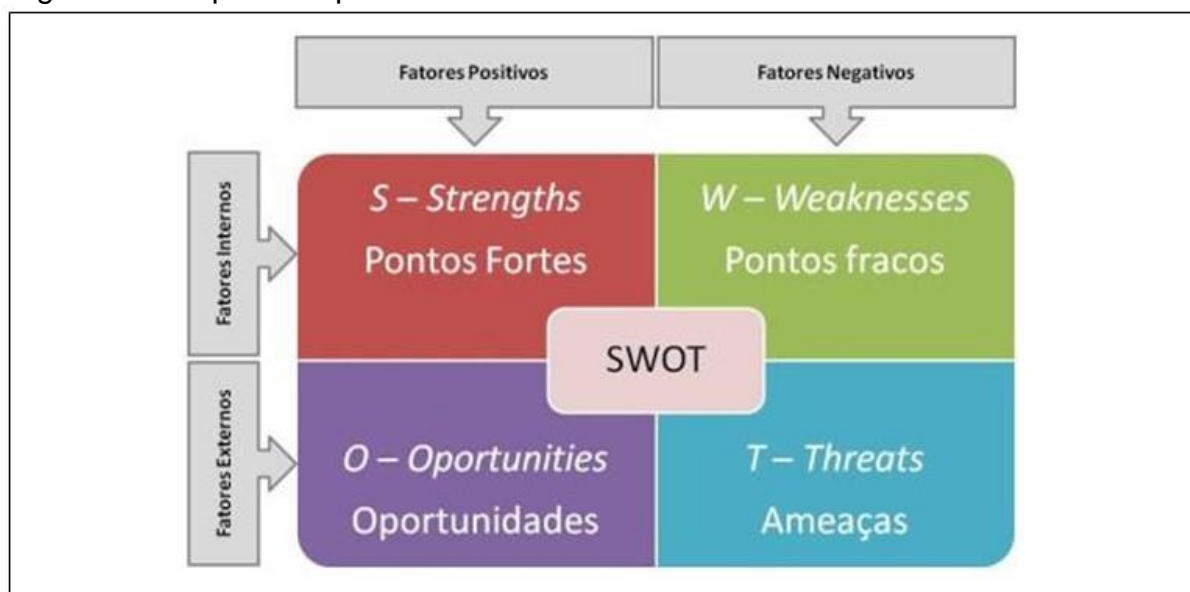 Fatores Positivos
Fatores Negativos
Fatores Internos
S – Strengths
Pontos Fortes
W – Weaknesses
Pontos fracos
SWOT
Fatores Externos
O – Oportunities
Oportunidades
T – Threats
Ameaças